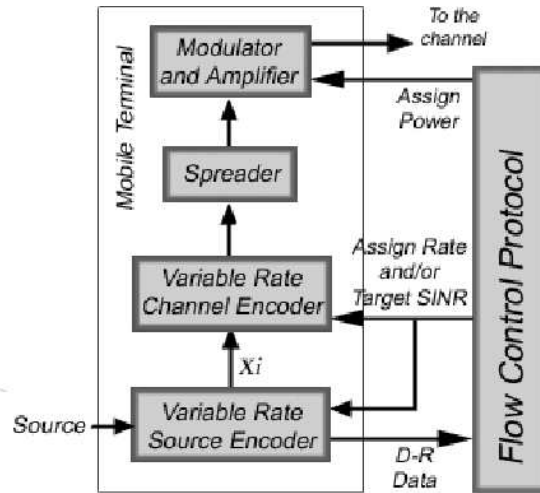 To the
channel
Modulator
and Amplifier
Assign
Power
Mobile Terminal
Spreader
Flow Control Protocol
Assign Rate
and/or
Target SINR
Variable Rate
Channel Encoder
Xi
Source
Variable Rate
Source Encoder
D-R
Data